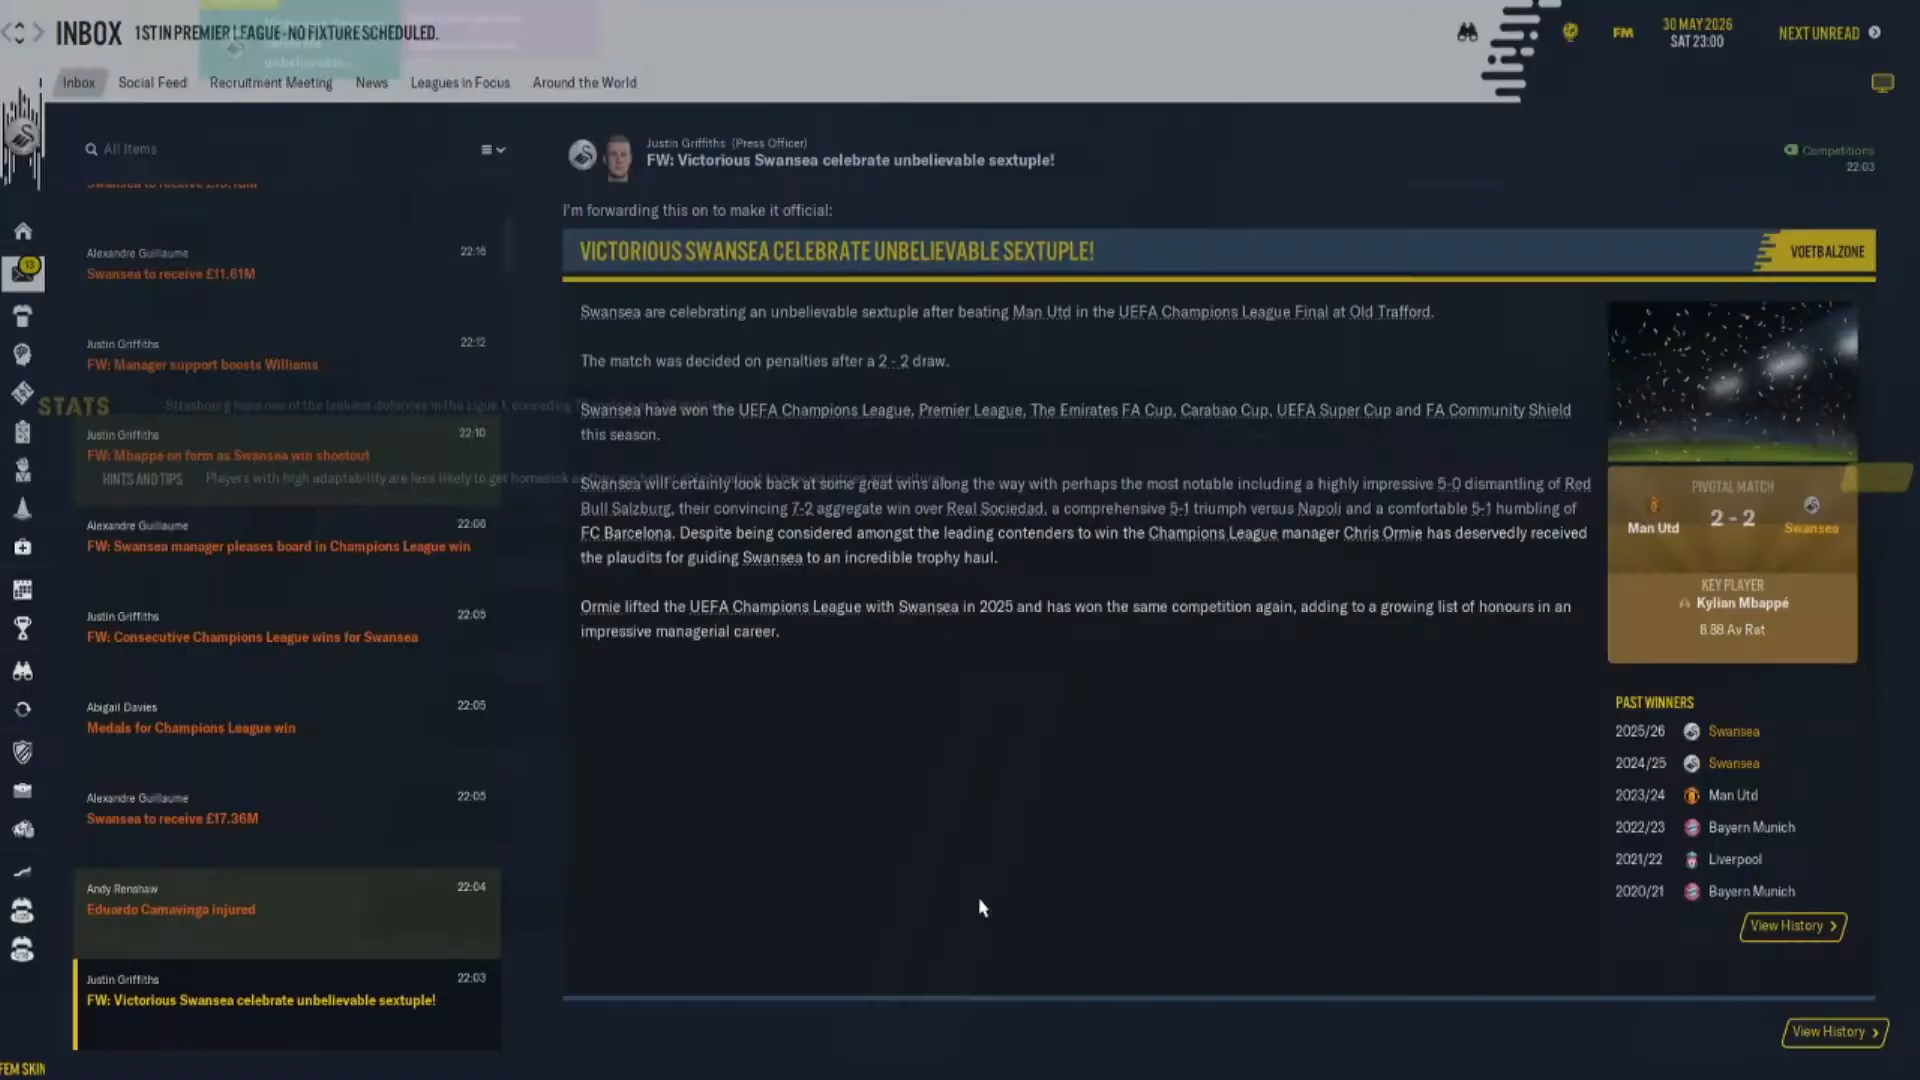 INBOX
1ST IN PREMIER LEAGUE - NO FIXTURE SCHEDULED.
FM
30 MAY 2026
SAT 23:00
NEXT UNREAD
Inbox
Social Feed
Recruitment Meeting
News
Leagues in Focus
Around the World
13
All Items
Alexandre Guillaume
22:16
Swansea to receive £11.61M
Justin Griffiths
22:12
FW: Manager support boosts Williams
STATS
Justin Griffiths
22:10
FW: Mbappe on form as Swansea win shootout
HINTS AND TIPS
Players with high adaptability are less likely to get homesick
Alexandre Guillaume
22:06
FW: Swansea manager pleases board in Champions League win
Justin Griffiths
22:05
FW: Consecutive Champions League wins for Swansea
Abigail Davies
22:05
Medals for Champions League win
Alexandre Guillaume
22:05
Swansea to receive £17.36M
Andy Renshaw
22:04
Eduardo Camavinga injured
Justin Griffiths
22:03
FW: Victorious Swansea celebrate unbelievable sextuple!
FEM SKIN
Justin Griffiths (Press Officer)
FW: Victorious Swansea celebrate unbelievable sextuple!
Competitions
22:03
I'm forwarding this on to make it official:
VICTORIOUS SWANSEA CELEBRATE UNBELIEVABLE SEXTUPLE!
VOETBALZONE
Swansea are celebrating an unbelievable sextuple after beating Man Utd in the UEFA Champions League Final at Old Trafford.
The match was decided on penalties after a 2 - 2 draw.
Swansea have won the UEFA Champions League, Premier League, The Emirates FA Cup, Carabao Cup, UEFA Super Cup and FA Community Shield
this season.
Swansea will certainly look back at some great wins along the way with perhaps the most notable including a highly impressive 5-0 dismantling of Red
Bull Salzburg, their convincing 7-2 aggregate win over Real Sociedad, a comprehensive 5-1 triumph versus Napoli and a comfortable 5-1 humbling of
FC Barcelona. Despite being considered amongst the leading contenders to win the Champions League manager Chris Ormie has deservedly received
the plaudits for guiding Swansea to an incredible trophy haul.
Ormie lifted the UEFA Champions League with Swansea in 2025 and has won the same competition again, adding to a growing list of honours in an
impressive managerial career.
PIVOTAL MATCH
Man Utd
2 - 2
Swansea
KEY PLAYER
Kylian Mbappé
8.88 Av Rat
PAST WINNERS
2025/26 Swansea
2024/25 Swansea
2023/24 Man Utd
2022/23 Bayern Munich
2021/22 Liverpool
2020/21 Bayern Munich
View History
View History